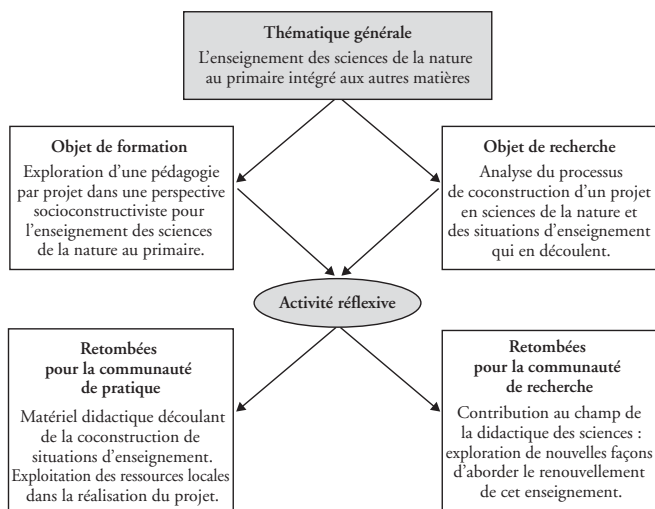 Thématique générale
L'enseignement des sciences de la nature
au primaire intégré aux autres matières
Objet de formation
Exploration d'une pédagogie
par projet dans une perspective
socioconstructiviste pour
l'enseignement des sciences
de la nature au primaire.
Objet de recherche
Analyse du processus
de coconstruction d'un projet
en sciences de la nature et
des situations d'enseignement
qui en découlent.
Activité réflexive
Retombées
pour la communauté
de pratique
Matériel didactique découlant
de la coconstruction de
situations d'enseignement.
Exploitation des ressources locales
dans la réalisation du projet.
Retombées
pour la communauté
de recherche
Contribution au champ de
la didactique des sciences :
exploration de nouvelles façons
d'aborder le renouvellement
de cet enseignement.